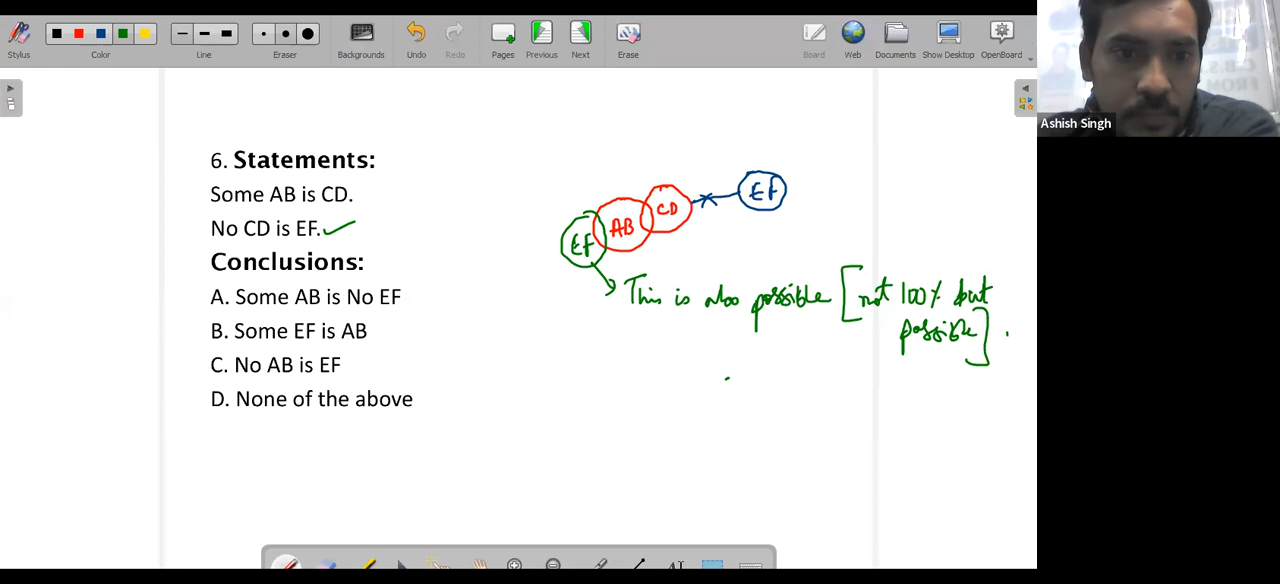 Stylus
Color
Line
Eraser
Backgrounds
Undo
Redo
Pages
Previous
Next
Erase
Board
Web
Documents
Show Desktop
OpenBoard
Ashish Singh
6. Statements:
Some AB is CD.
No CD is EF.
Conclusions:
A. Some AB is No EF
B. Some EF is AB
C. No AB is EF
D. None of the above
EF
AB
CD
EF
This is also possible [not 100% but
possible].